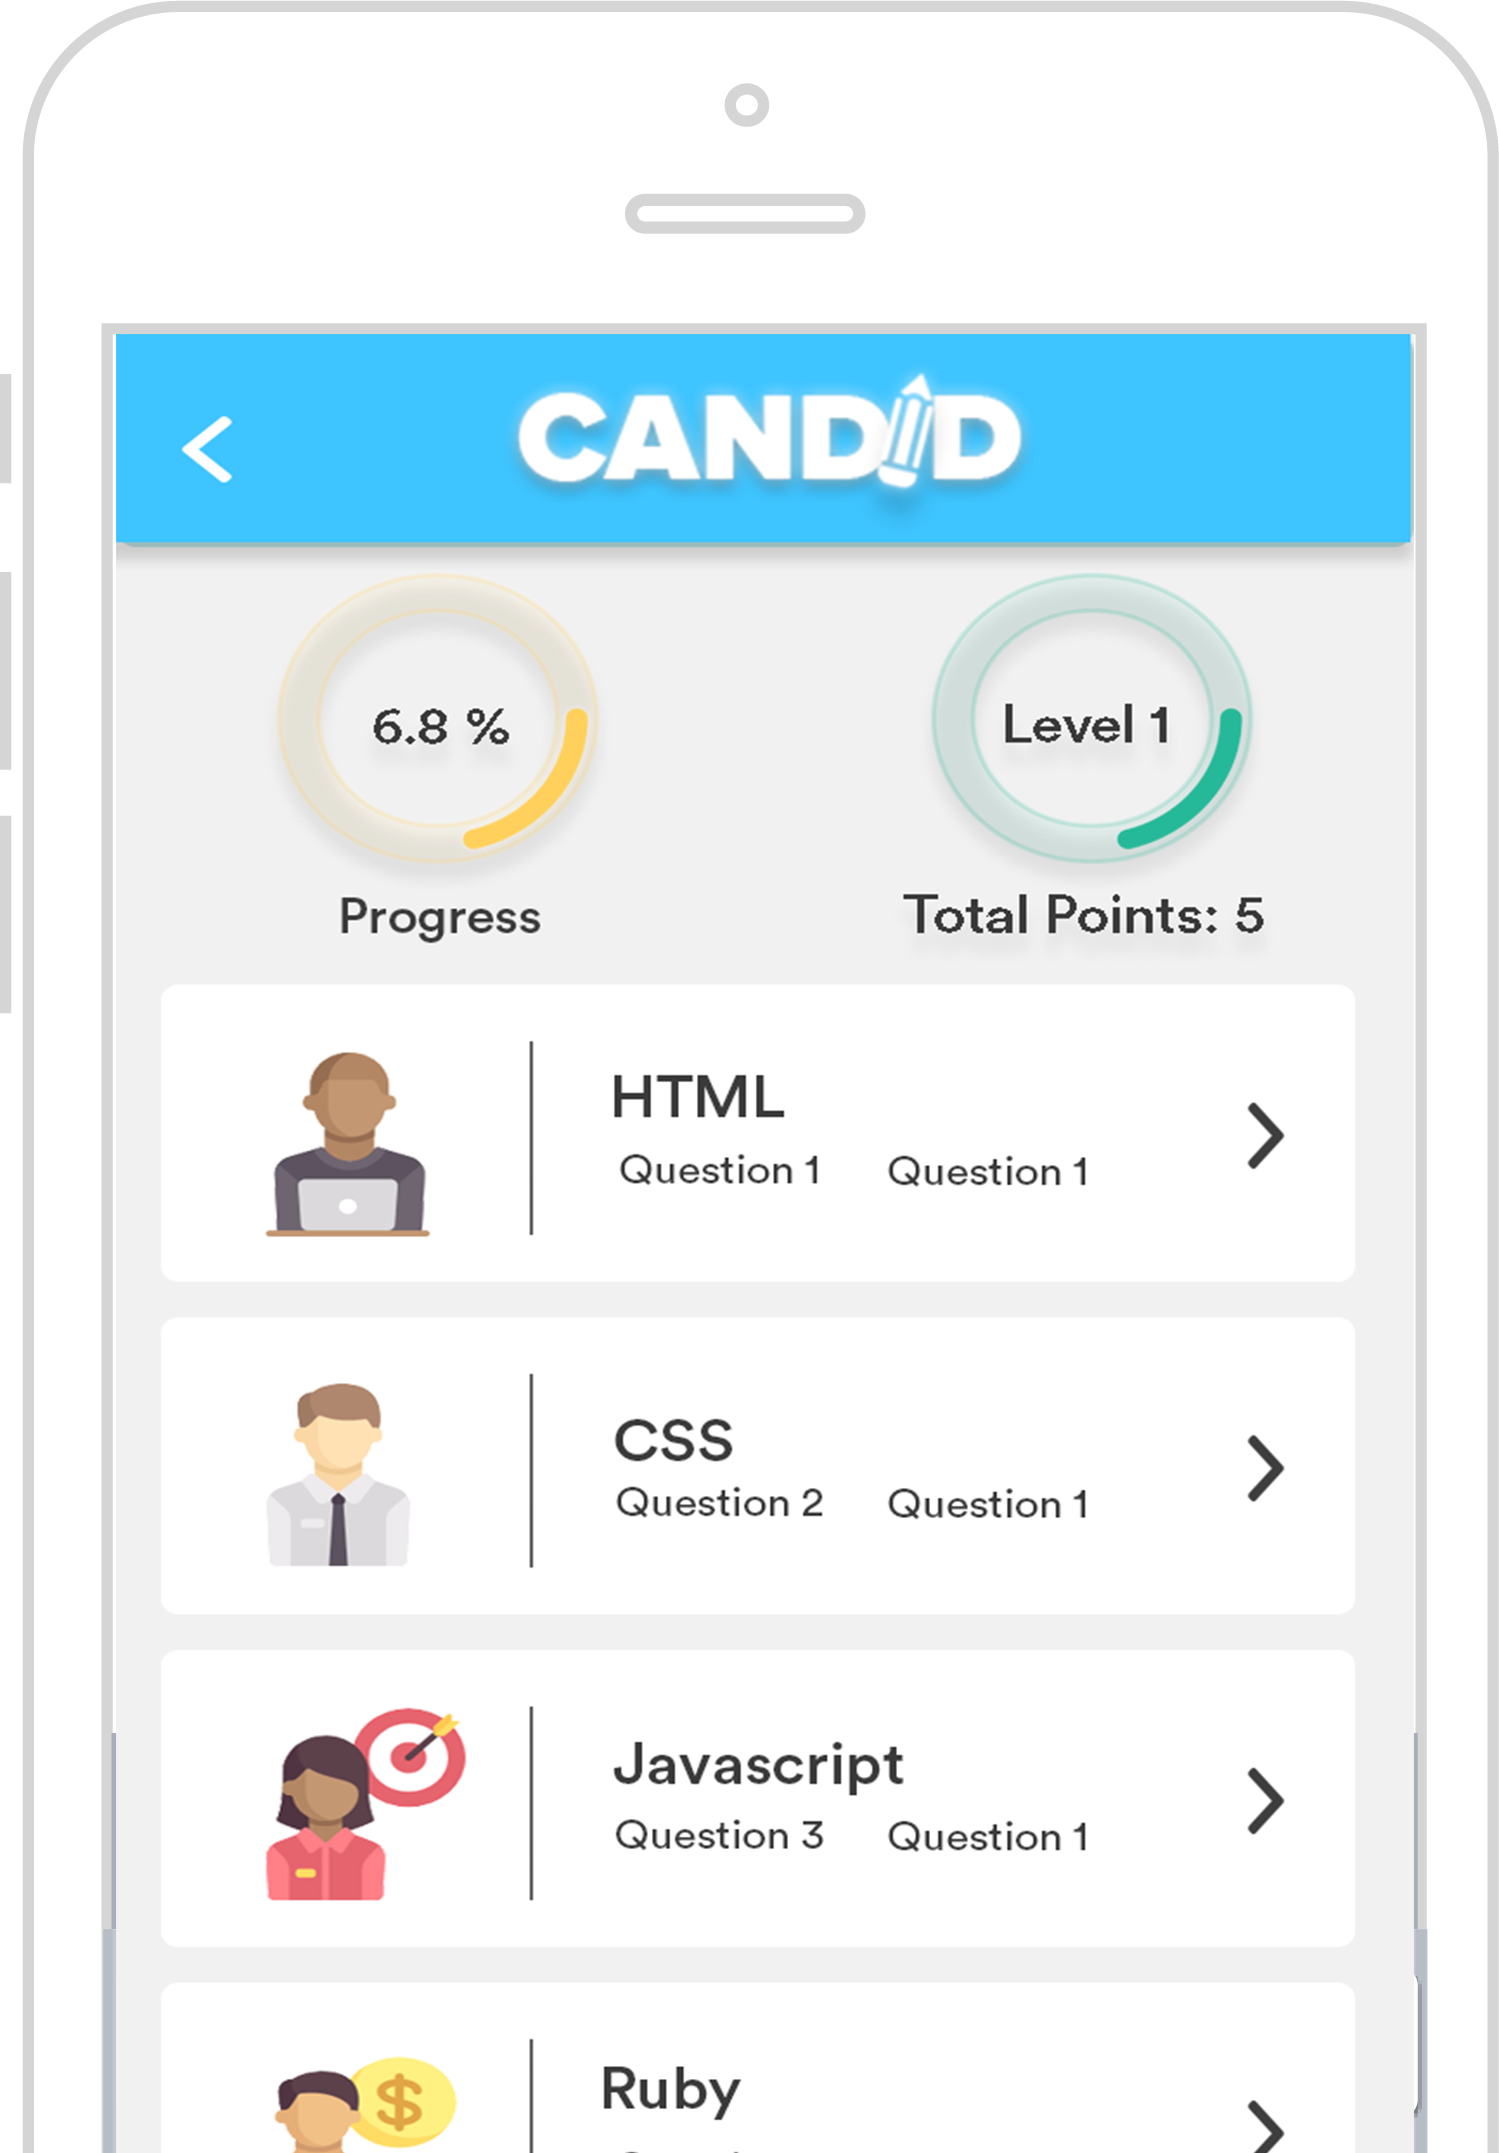 CANDID
6.8 %
Level 1
Progress
Total Points: 5
HTML
Question 1 Question 1
CSS
Question 2 Question 1
Javascript
Question 3 Question 1
Ruby